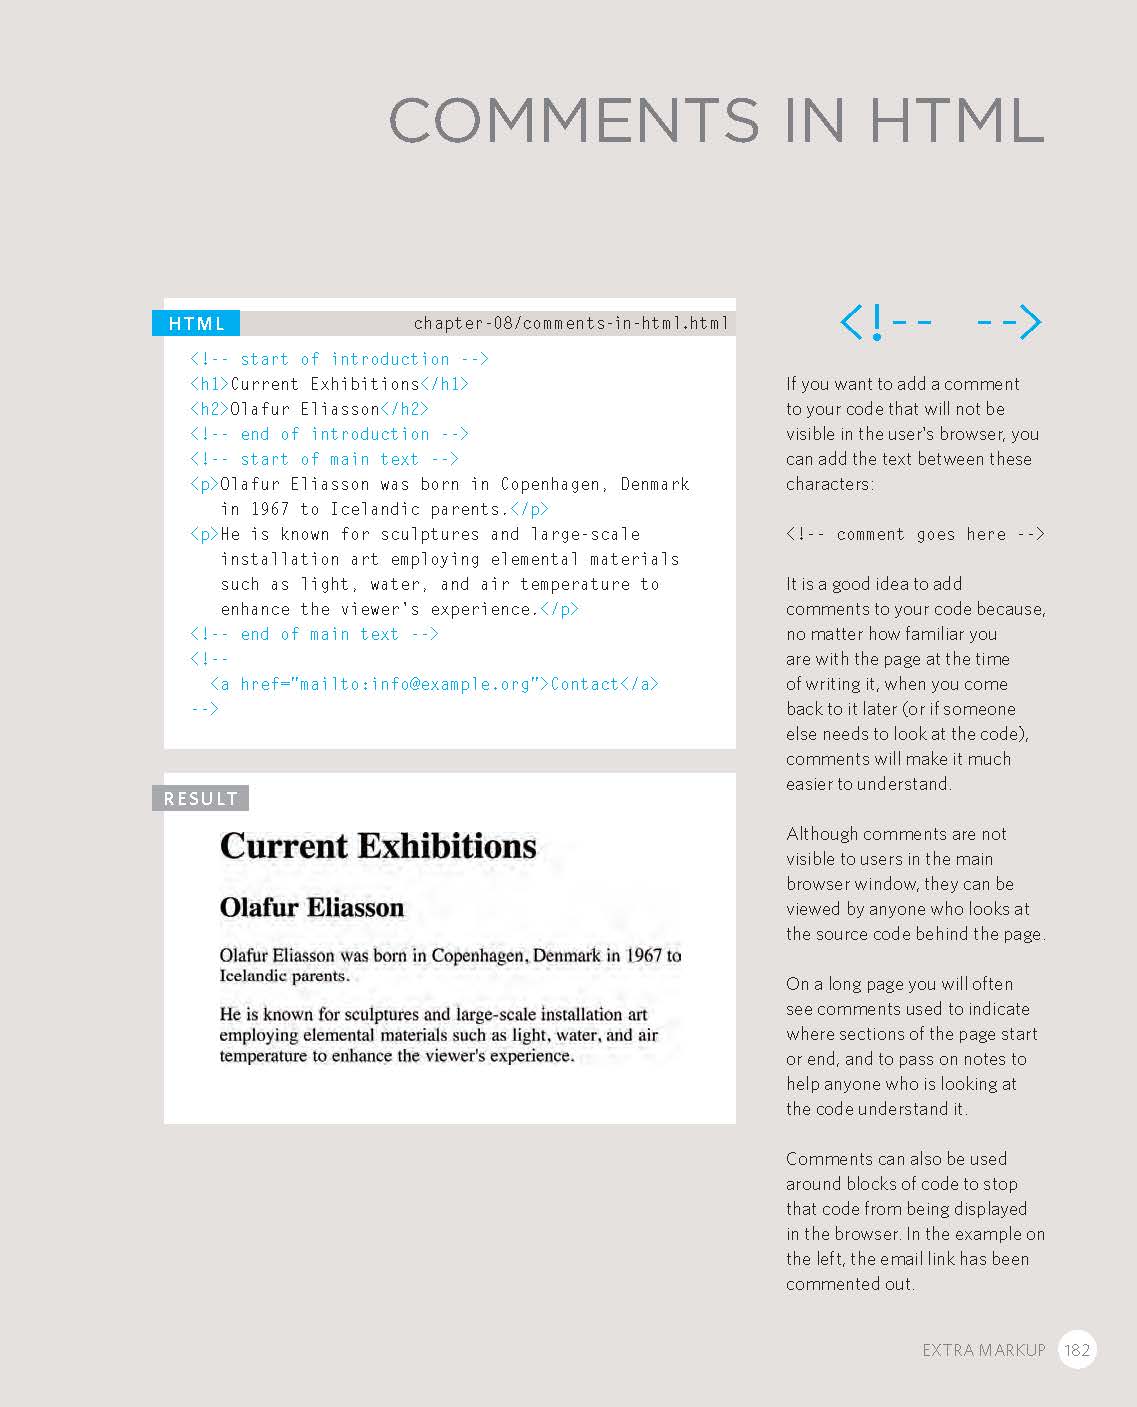 COMMENTS IN HTML
HTML
chapter-08/comments-in-html.html
<!-- start of introduction -->
<h1>Current Exhibitions</h1>
<h2>Olafur Eliasson</h2>
<!-- end of introduction -->
<!-- start of main text -->
<p>Olafur Eliasson was born in Copenhagen, Denmark
in 1967 to Icelandic parents.</p>
<p>He is known for sculptures and large-scale
installation art employing elemental materials
such as light, water, and air temperature to
enhance the viewer's experience.</p>
<!-- end of main text -->
<!--
<a href="mailto:info@example.org">Contact</a>
-->
RESULT
Current Exhibitions
Olafur Eliasson
Olafur Eliasson was born in Copenhagen, Denmark in 1967 to
Icelandic parents.
He is known for sculptures and large-scale installation art
employing elemental materials such as light, water, and air
temperature to enhance the viewer's experience.
<!-- -->
If you want to add a comment
to your code that will not be
visible in the user's browser, you
can add the text between these
characters:
<!-- comment goes here -->
It is a good idea to add
comments to your code because,
no matter how familiar you
are with the page at the time
of writing it, when you come
back to it later (or if someone
else needs to look at the code),
comments will make it much
easier to understand.
Although comments are not
visible to users in the main
browser window, they can be
viewed by anyone who looks at
the source code behind the page.
On a long page you will often
see comments used to indicate
where sections of the page start
or end, and to pass on notes to
help anyone who is looking at
the code understand it.
Comments can also be used
around blocks of code to stop
that code from being displayed
in the browser. In the example on
the left, the email link has been
commented out.
EXTRA MARKUP 182